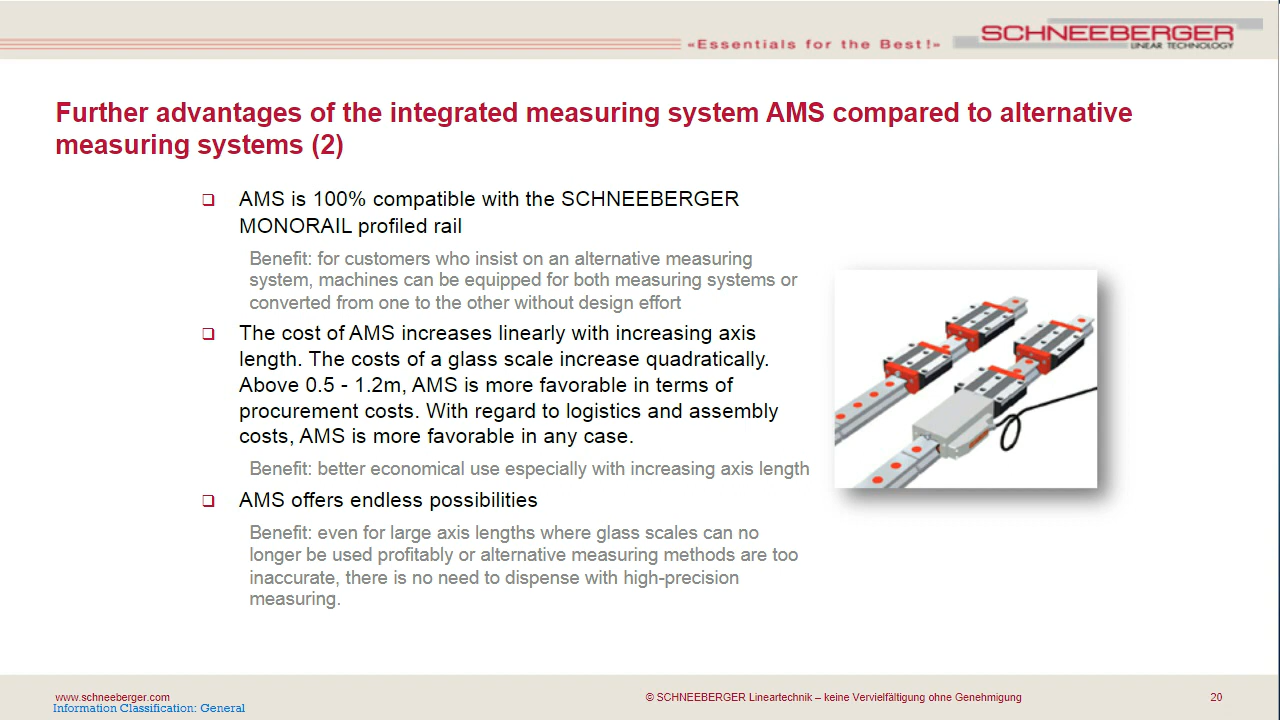 «Essentials for the Best!»
SCHNEEBERGER
LINEAR TECHNOLOGY
Further advantages of the integrated measuring system AMS compared to alternative
measuring systems (2)
AMS is 100% compatible with the SCHNEEBERGER
MONORAIL profiled rail
Benefit: for customers who insist on an alternative measuring
system, machines can be equipped for both measuring systems or
converted from one to the other without design effort
The cost of AMS increases linearly with increasing axis
length. The costs of a glass scale increase quadratically.
Above 0.5 - 1.2m, AMS is more favorable in terms of
procurement costs. With regard to logistics and assembly
costs, AMS is more favorable in any case.
Benefit: better economical use especially with increasing axis length
AMS offers endless possibilities
Benefit: even for large axis lengths where glass scales can no
longer be used profitably or alternative measuring methods are too
inaccurate, there is no need to dispense with high-precision
measuring.
www.schneeberger.com
© SCHNEEBERGER Lineartechnik – keine Vervielfältigung ohne Genehmigung
20
Information Classification: General